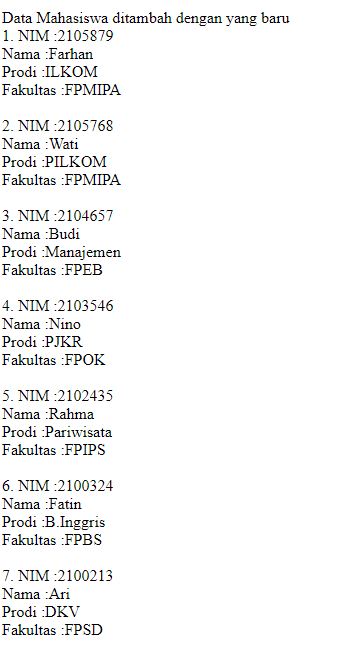 Data Mahasiswa ditambah dengan yang baru
1. NIM :2105879
Nama :Farhan
Prodi :ILKOM
Fakultas :FPMIPA
2. NIM :2105768
Nama :Wati
Prodi :PILKOM
Fakultas :FPMIPA
3. NIM :2104657
Nama :Budi
Prodi :Manajemen
Fakultas :FPEB
4. NIM :2103546
Nama :Nino
Prodi :PJKR
Fakultas :FPOK
5. NIM :2102435
Nama :Rahma
Prodi :Pariwisata
Fakultas :FPIPS
6. NIM :2100324
Nama :Fatin
Prodi :B.Inggris
Fakultas :FPBS
7. NIM :2100213
Nama :Ari
Prodi :DKV
Fakultas :FPSD